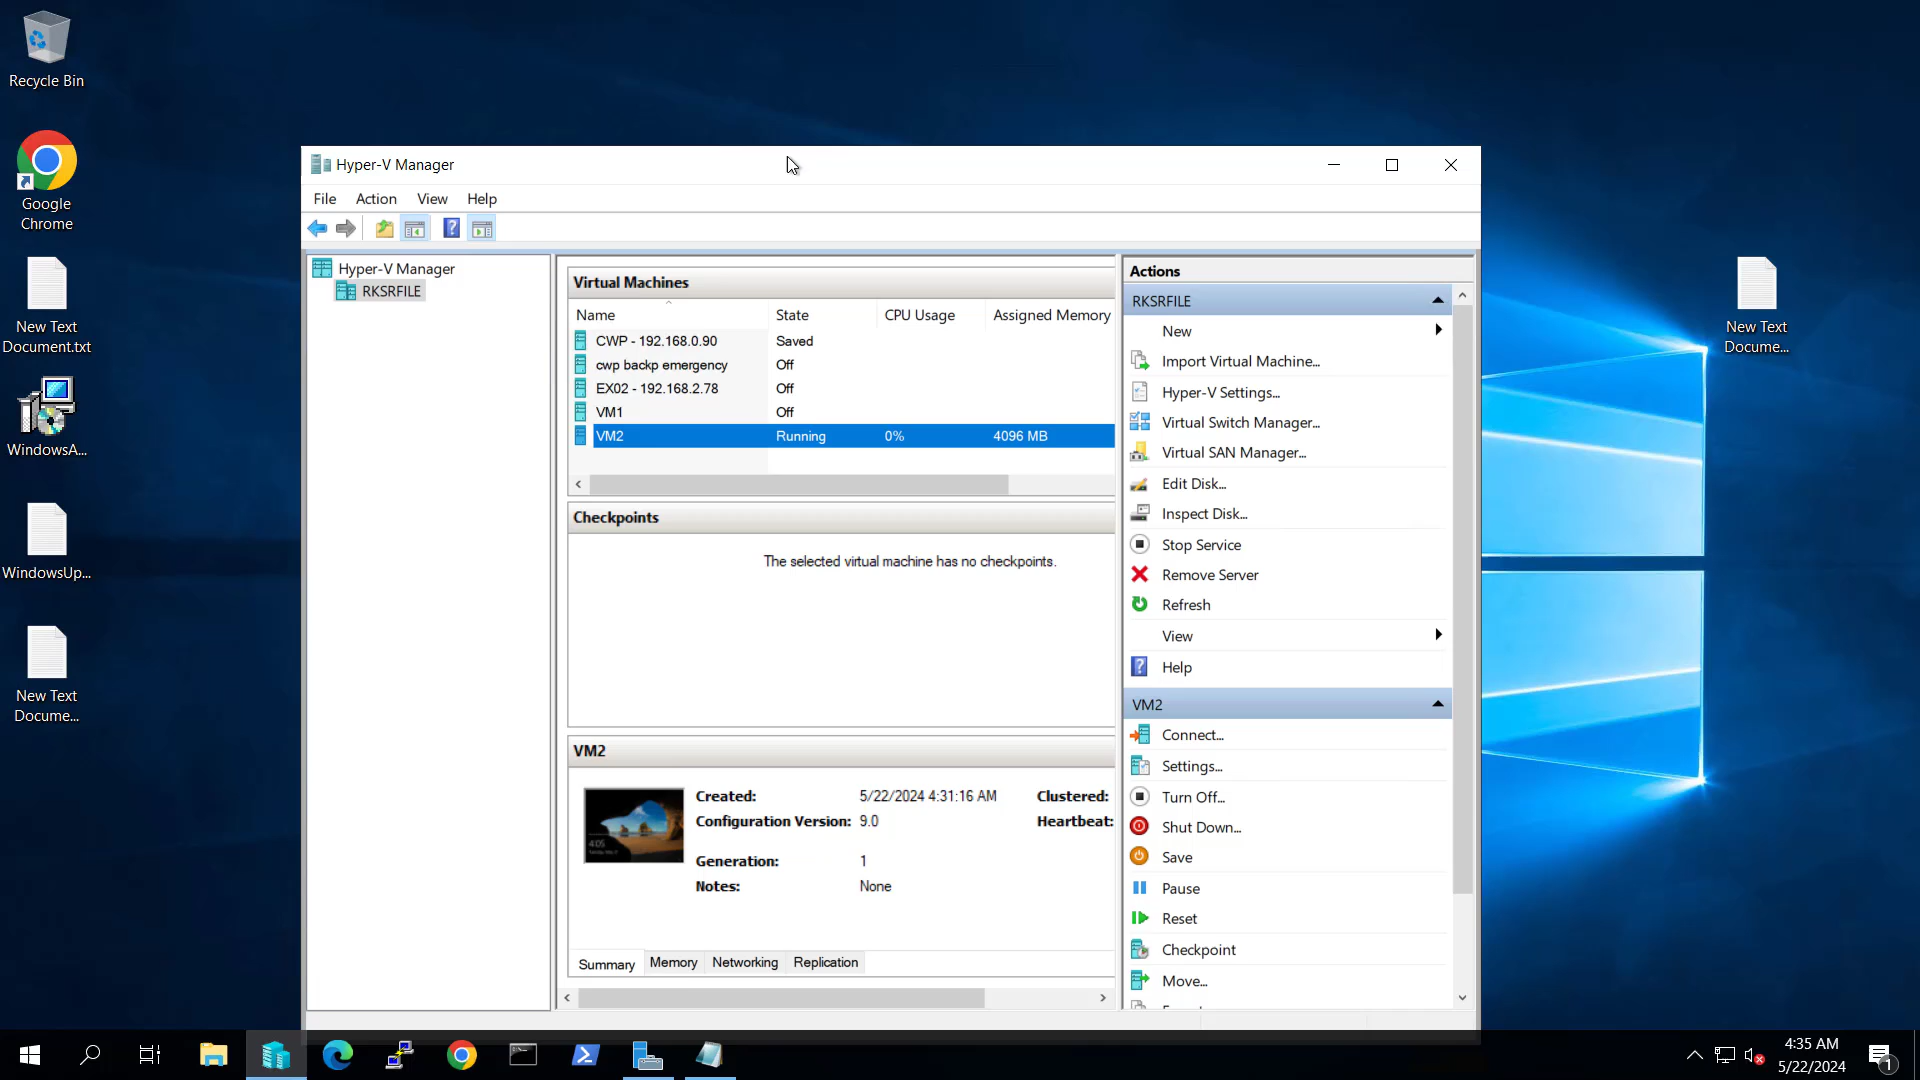 Recycle Bin
Google
Chrome
New Text
Document.txt
WindowsA...
WindowsUp...
New Text
Docume...
Hyper-V Manager
File Action View Help
Hyper-V Manager
RKSRFILE
Virtual Machines
Name State CPU Usage Assigned Memory
CWP - 192.168.0.90 Saved
cwp backp emergency Off
EX02 - 192.168.2.78 Off
VM1 Off
VM2 Running 0% 4096 MB
Checkpoints
The selected virtual machine has no checkpoints.
VM2
Created: 5/22/2024 4:31:16 AM Clustered:
Configuration Version: 9.0 Heartbeat:
Generation: 1
Notes: None
4:05
Summary Memory Networking Replication
Actions
RKSRFILE
New
Import Virtual Machine...
Hyper-V Settings...
Virtual Switch Manager...
Virtual SAN Manager...
Edit Disk...
Inspect Disk...
Stop Service
Remove Server
Refresh
View
Help
VM2
Connect...
Settings...
Turn Off...
Shut Down...
Save
Pause
Reset
Checkpoint
Move...
New Text
Docume...
4:35 AM
5/22/2024
1